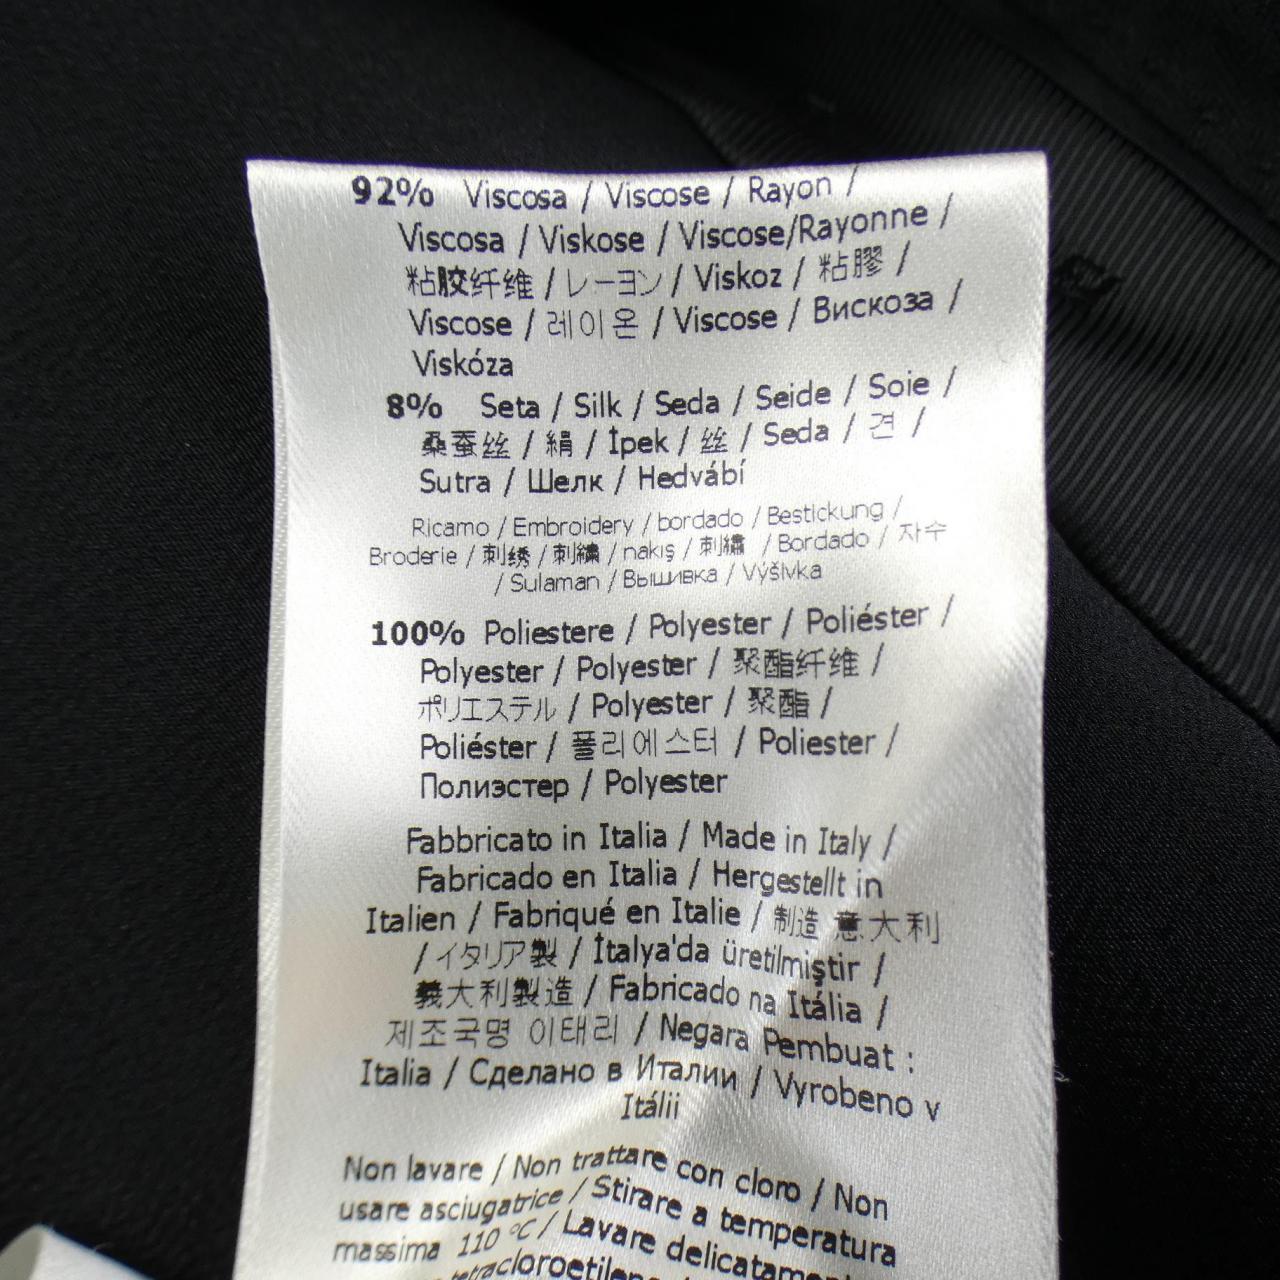 92% Viscosa / Viscose / Rayon /
Viscosa / Viskose / Viscose/Rayonne /
粘胶纤维 / レーヨン / Viskoz / 粘膠 /
Viscose / 레이온 / Viscose / Вискоза /
Viskóza
8% Seta / Silk / Seda / Seide / Soie /
桑蚕丝 / 絹 / İpek / 丝 / Seda / 견 /
Sutra / Шелк / Hedvábí
Ricamo / Embroidery / bordado / Bestickung /
Broderie / 刺绣 / 刺繍 / nakış / 刺繡 / Bordado / 자수
/ Sulaman / Вышивка / Výšivka
100% Poliestere / Polyester / Poliéster /
Polyester / Polyester / 聚酯纤维 /
ポリエステル / Polyester / 聚酯 /
Poliéster / 폴리에스터 / Poliester /
Полиэстер / Polyester
Fabbricato in Italia / Made in Italy /
Fabricado en Italia / Hergestellt in
Italien / Fabriqué en Italie / 制造 意大利
/ イタリア製 / İtalya'da üretilmiştir /
義大利製造 / Fabricado na Itália /
제조국명 이태리 / Negara Pembuat :
Italia / Сделано в Италии / Vyrobeno v
Itálii
Non lavare / Non trattare con cloro / Non
usare asciugatrice / Stirare a temperatura
massima 110 °C / Lavare